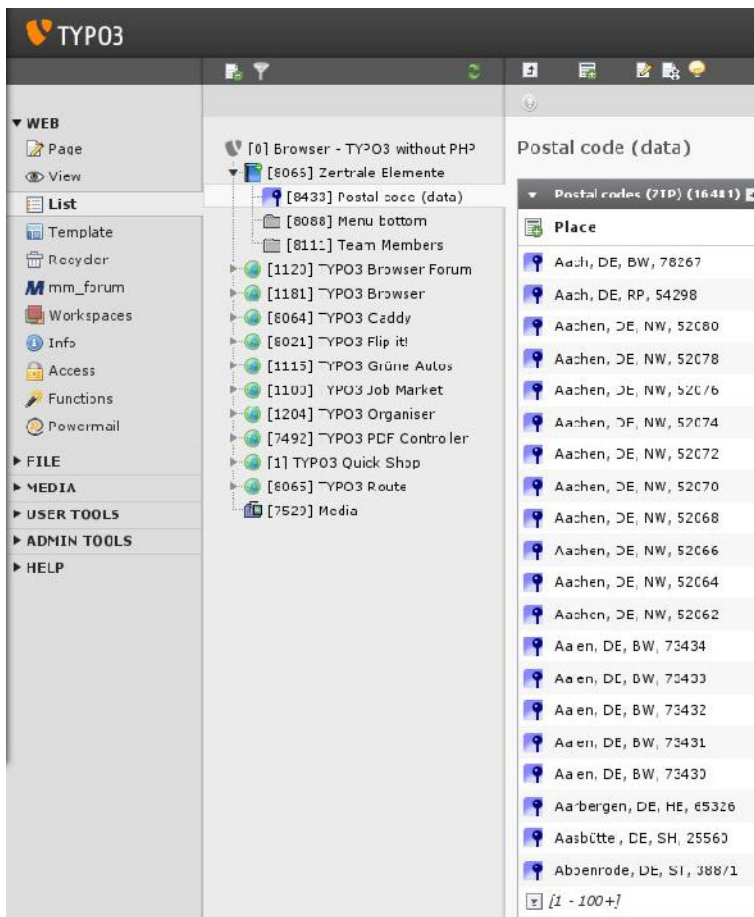 TYPO3
WEB
Page
View
List
Template
Recycler
mm_forum
Workspaces
Info
Access
Functions
Powermail
FILE
MEDIA
USER TOOLS
ADMIN TOOLS
HELP
[0] Browser - TYPO3 without PHP
[8066] Zentrale Elemente
[8433] Postal code (data)
[8088] Menu bottom
[8111] Team Members
[1120] TYPO3 Browser Forum
[1181] TYPO3 Browser
[8064] TYPO3 Caddy
[8021] TYPO3 Flip it!
[1115] TYPO3 Grüne Autos
[1100] TYPO3 Job Market
[1204] TYPO3 Organiser
[7492] TYPO3 PDF Controller
[1] TYPO3 Quick Shop
[8065] TYPO3 Route
[7529] Media
Postal code (data)
Postal codes (ZIP) (16481)
Place
Aach, DE, BW, 78267
Aach, DE, RP, 54298
Aachen, DE, NW, 52080
Aachen, DE, NW, 52078
Aachen, DE, NW, 52076
Aachen, DE, NW, 52074
Aachen, DE, NW, 52072
Aachen, DE, NW, 52070
Aachen, DE, NW, 52068
Aachen, DE, NW, 52066
Aachen, DE, NW, 52064
Aachen, DE, NW, 52062
Aalen, DE, BW, 73434
Aalen, DE, BW, 73433
Aalen, DE, BW, 73432
Aalen, DE, BW, 73431
Aalen, DE, BW, 73430
Aarbergen, DE, HE, 65326
Aasbüttel, DE, SH, 25560
Abbenrode, DE, ST, 38871
[1 - 100+]